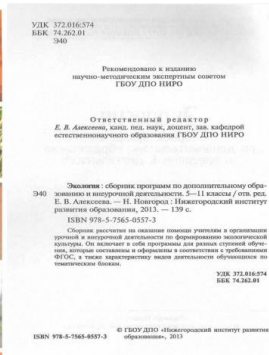 УДК 372.016:574
ББК 74.262.01
Э40
Рекомендовано к изданию
научно-методическим экспертным советом
ГБОУ ДПО НИРО
Ответственный редактор
Е. В. Алексеева, канд. пед. наук, доцент, зав. кафедрой
естественнонаучного образования ГБОУ ДПО НИРО
Экология : сборник программ по дополнительному обра-
Э40 зованию и внеурочной деятельности. 5—11 классы / отв. ред.
Е. В. Алексеева. — Н. Новгород : Нижегородский институт
развития образования, 2013. — 139 с.
ISBN 978-5-7565-0557-3
Сборник рассчитан на оказание помощи учителям в организации
урочной и внеурочной деятельности по формированию экологической
культуры. Он включает в себя программы для разных ступеней обуче-
ния, которые составлены и оформлены в соответствии с требованиями
ФГОС, а также характеристику видов деятельности обучающихся по
тематическим блокам.
УДК 372.016:574
ББК 74.262.01
ISBN 978-5-7565-0557-3
© ГБОУ ДПО «Нижегородский институт развития
образования», 2013